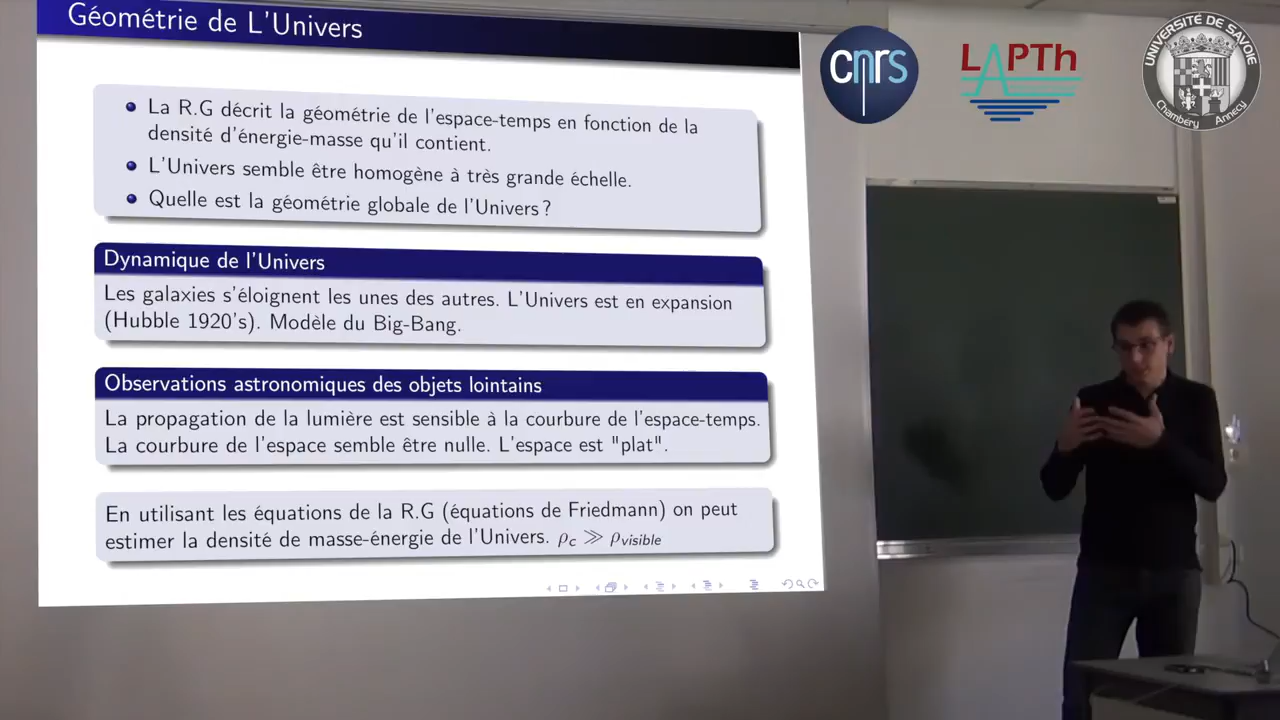 Géométrie de L'Univers
La R.G décrit la géométrie de l'espace-temps en fonction de la
densité d'énergie-masse qu'il contient.
L'Univers semble être homogène à très grande échelle.
Quelle est la géométrie globale de l'Univers ?
Dynamique de l'Univers
Les galaxies s'éloignent les unes des autres. L'Univers est en expansion
(Hubble 1920's). Modèle du Big-Bang.
Observations astronomiques des objets lointains
La propagation de la lumière est sensible à la courbure de l'espace-temps.
La courbure de l'espace semble être nulle. L'espace est "plat".
En utilisant les équations de la R.G (équations de Friedmann) on peut
estimer la densité de masse-énergie de l'Univers. ρc ≫ ρvisible
cnrs
LAPTh
UNIVERSITÉ DE SAVOIE
Chambéry Annecy